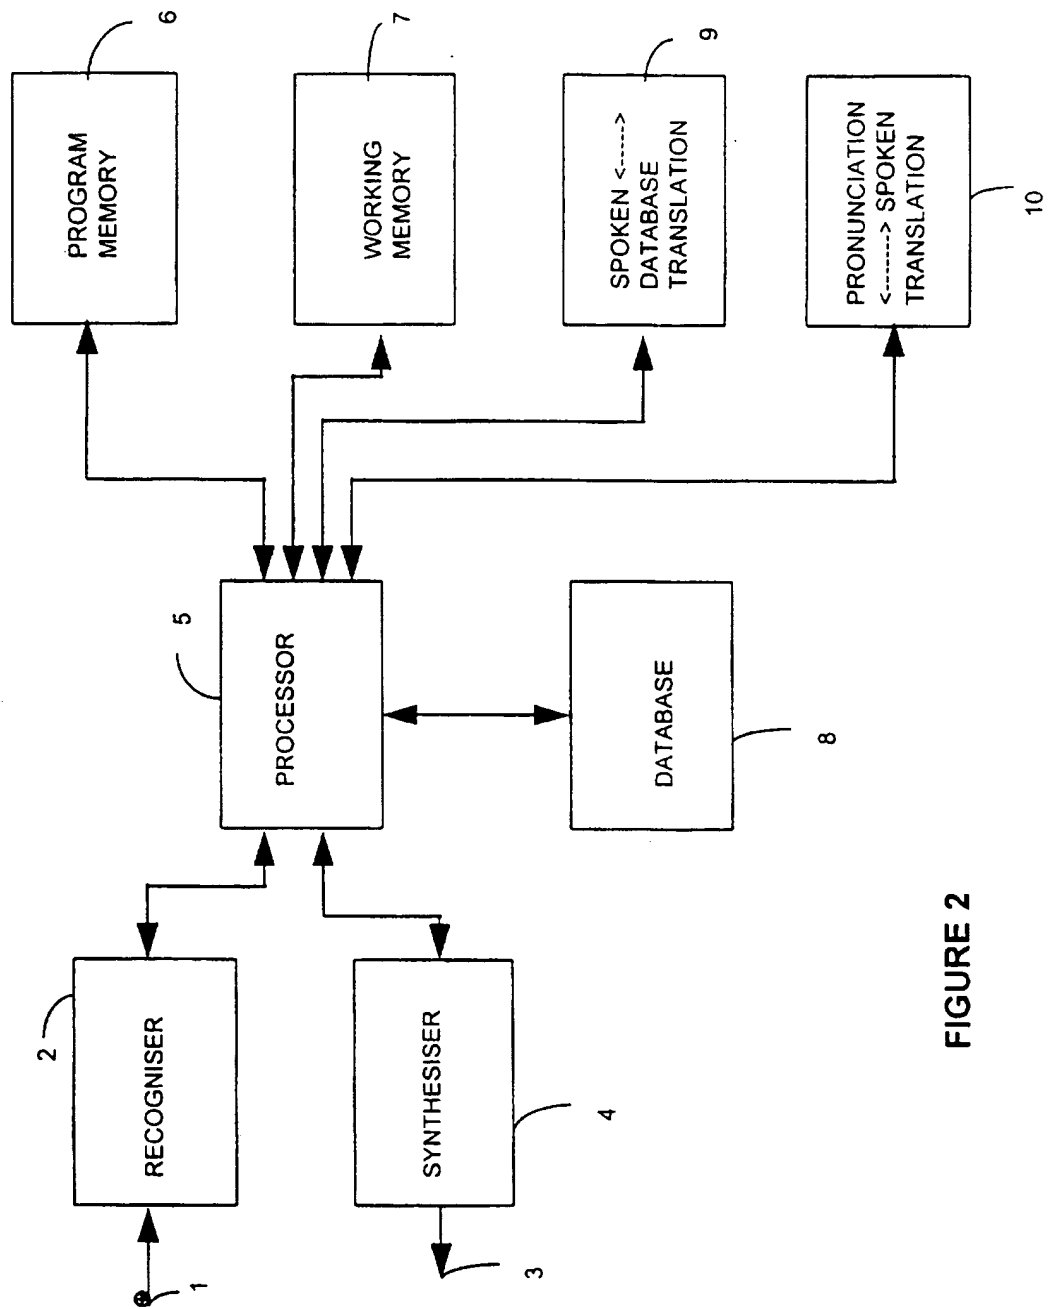 1
2
RECOGNISER
3
SYNTHESISER
4
5
PROCESSOR
DATABASE
8
6
PROGRAM
MEMORY
7
WORKING
MEMORY
9
SPOKEN <----->
DATABASE
TRANSLATION
10
PRONUNCIATION
<-------> SPOKEN
TRANSLATION
FIGURE 2